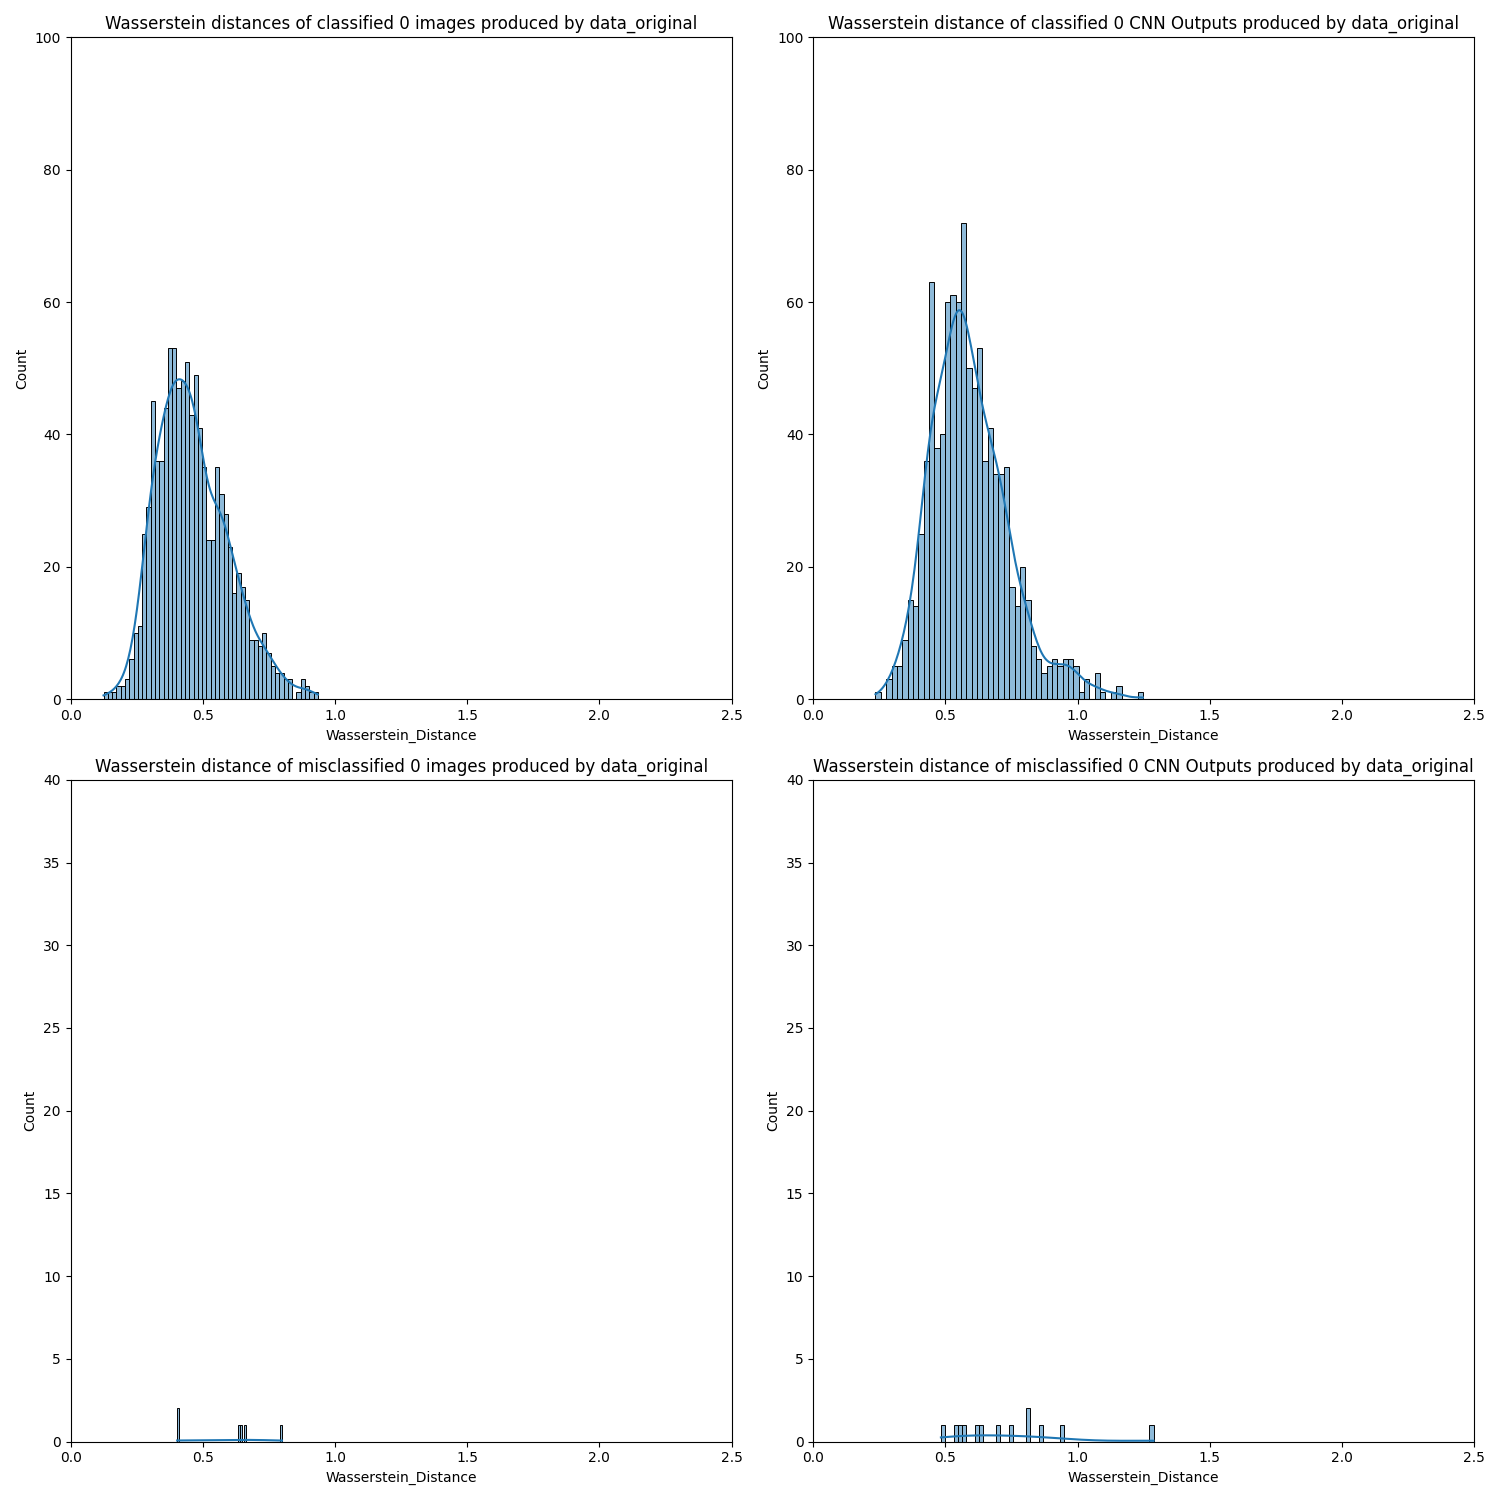 Wasserstein distances of classified 0 images produced by data_original
100
80
60
40
20
0
Count
0.0 0.5 1.0 1.5 2.0 2.5
Wasserstein_Distance
Wasserstein distance of classified 0 CNN Outputs produced by data_original
100
80
60
40
20
0
Count
0.0 0.5 1.0 1.5 2.0 2.5
Wasserstein_Distance
Wasserstein distance of misclassified 0 images produced by data_original
40
35
30
25
20
15
10
5
0
Count
0.0 0.5 1.0 1.5 2.0 2.5
Wasserstein_Distance
Wasserstein distance of misclassified 0 CNN Outputs produced by data_original
40
35
30
25
20
15
10
5
0
Count
0.0 0.5 1.0 1.5 2.0 2.5
Wasserstein_Distance